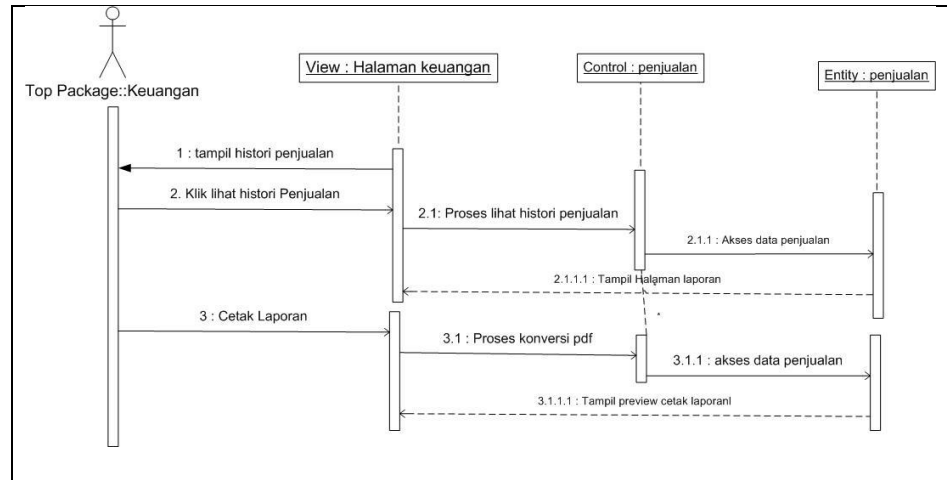 View : Halaman keuangan
Control : penjualan
Entity : penjualan
Top Package::Keuangan
1 : tampil histori penjualan
2. Klik lihat histori Penjualan
2.1: Proses lihat histori penjualan
2.1.1 : Akses data penjualan
2.1.1.1 : Tampil Halaman laporan
3 : Cetak Laporan
3.1 : Proses konversi pdf
3.1.1 : akses data penjualan
3.1.1.1 : Tampil preview cetak laporanl